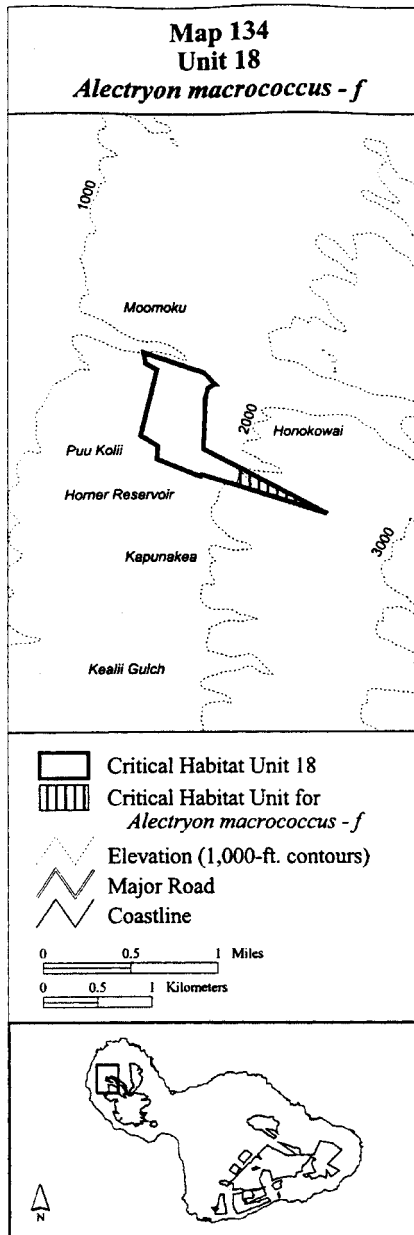 Map 134
Unit 18
Alectryon macrococcus - f
1000
Moomoku
2000
Honokowai
Puu Kolii
Horner Reservoir
3000
Kapunakea
Kealii Gulch
Critical Habitat Unit 18
Critical Habitat Unit for
Alectryon macrococcus - f
Elevation (1,000-ft. contours)
Major Road
Coastline
0 0.5 1 Miles
0 0.5 1 Kilometers
N